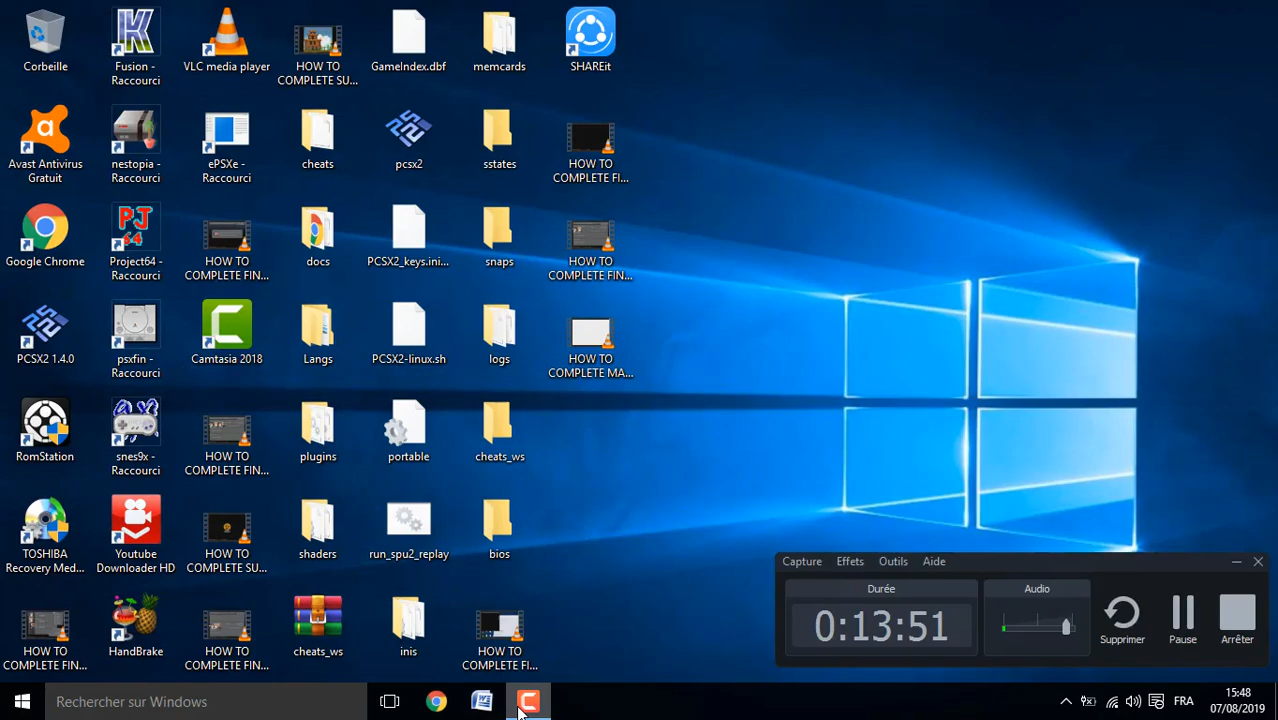 Corbeille
Fusion -
Raccourci
VLC media player
HOW TO
COMPLETE SU...
GameIndex.dbf
memcards
SHAREit
Avast Antivirus
Gratuit
nestopia -
Raccourci
ePSXe -
Raccourci
cheats
pcsx2
sstates
HOW TO
COMPLETE FI...
Google Chrome
PJ
64
Project64 -
Raccourci
HOW TO
COMPLETE FIN...
docs
PCSX2_keys.ini...
snaps
HOW TO
COMPLETE FIN...
PCSX2 1.4.0
psxfin -
Raccourci
Camtasia 2018
Langs
PCSX2-linux.sh
logs
HOW TO
COMPLETE MA...
RomStation
snes9x -
Raccourci
HOW TO
COMPLETE FIN...
plugins
portable
cheats_ws
TOSHIBA
Recovery Med...
Youtube
Downloader HD
HOW TO
COMPLETE SU...
shaders
run_spu2_replay
bios
HOW TO
COMPLETE FIN...
HandBrake
HOW TO
COMPLETE FIN...
cheats_ws
inis
HOW TO
COMPLETE FI...
Capture Effets Outils Aide
Durée
Audio
0:13:51
Supprimer
Pause
Arrêter
Rechercher sur Windows
FRA
15:48
07/08/2019